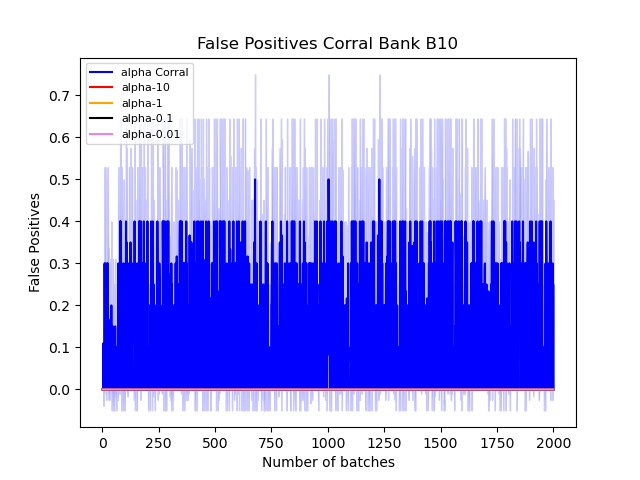 False Positives Corral Bank B10
alpha Corral
alpha-10
alpha-1
alpha-0.1
alpha-0.01
False Positives
0.7
0.6
0.5
0.4
0.3
0.2
0.1
0.0
0 250 500 750 1000 1250 1500 1750 2000
Number of batches